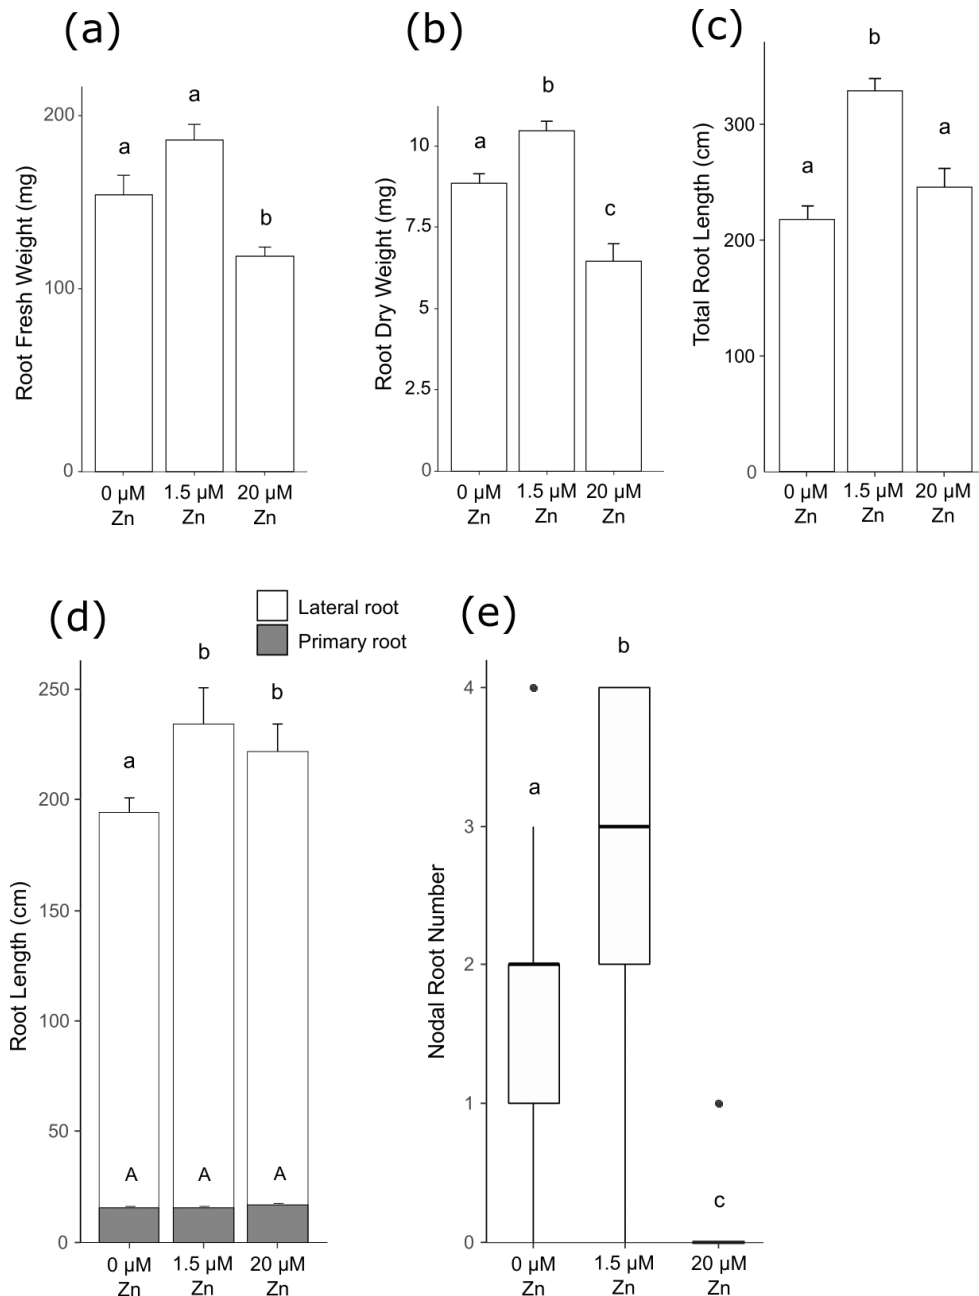 (a)
Root Fresh Weight (mg)
200
100
0
a
a
b
0 µM
Zn
1.5 µM
Zn
20 µM
Zn
(b)
Root Dry Weight (mg)
10
7.5
5
2.5
0
a
b
c
0 µM
Zn
1.5 µM
Zn
20 µM
Zn
(c)
Total Root Length (cm)
300
200
100
0
a
b
a
0 µM
Zn
1.5 µM
Zn
20 µM
Zn
(d)
Lateral root
Primary root
Root Length (cm)
250
200
150
100
50
0
a
b
b
A
A
A
0 µM
Zn
1.5 µM
Zn
20 µM
Zn
(e)
Nodal Root Number
4
3
2
1
0
a
b
c
0 µM
Zn
1.5 µM
Zn
20 µM
Zn